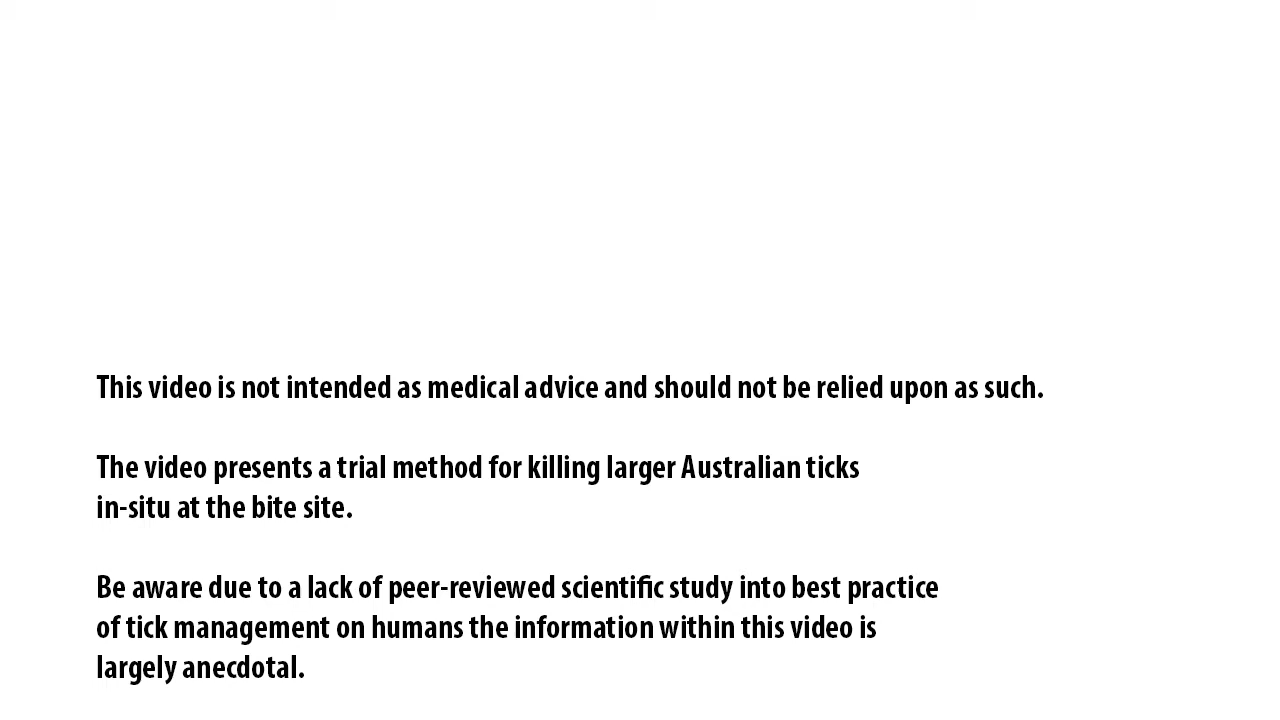 This video is not intended as medical advice and should not be relied upon as such.
The video presents a trial method for killing larger Australian ticks
in-situ at the bite site.
Be aware due to a lack of peer-reviewed scientific study into best practice
of tick management on humans the information within this video is
largely anecdotal.